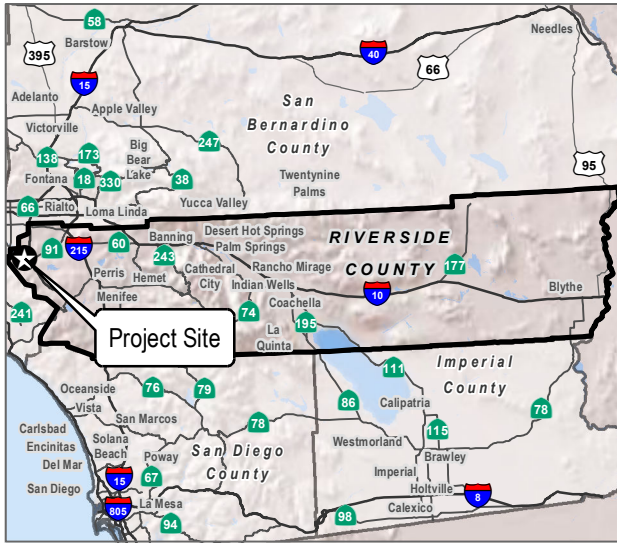 58
Needles
Barstow
395
40
66
15
Adelanto
Apple Valley
San
Bernardino
County
Victorville
247
138
173
Big
Bear
Lake
95
Fontana
18
330
38
Twentynine
Palms
66
Rialto
Loma Linda
Yucca Valley
Desert Hot Springs
Banning
RIVERSIDE
COUNTY
91
215
60
243
Palm Springs
Perris
Hemet
Cathedral
City
Rancho Mirage
177
Indian Wells
10
Blythe
Menifee
241
74
Coachella
195
Project Site
La
Quinta
Imperial
County
111
Oceanside
76
79
86
Calipatria
78
Vista
San Marcos
78
Carlsbad
Encinitas
Solana
Beach
115
Westmorland
Brawley
Del Mar
Poway
San Diego
County
15
67
Imperial
San Diego
Holtville
8
805
La Mesa
Calexico
94
98